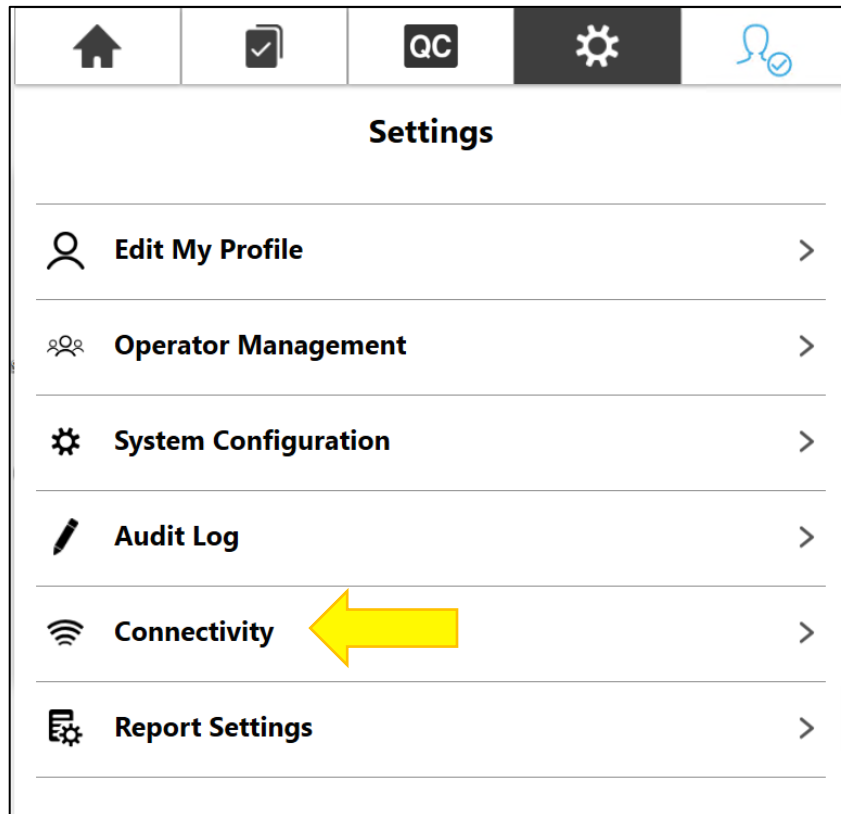 QC
Settings
Edit My Profile
Operator Management
System Configuration
Audit Log
Connectivity
Report Settings